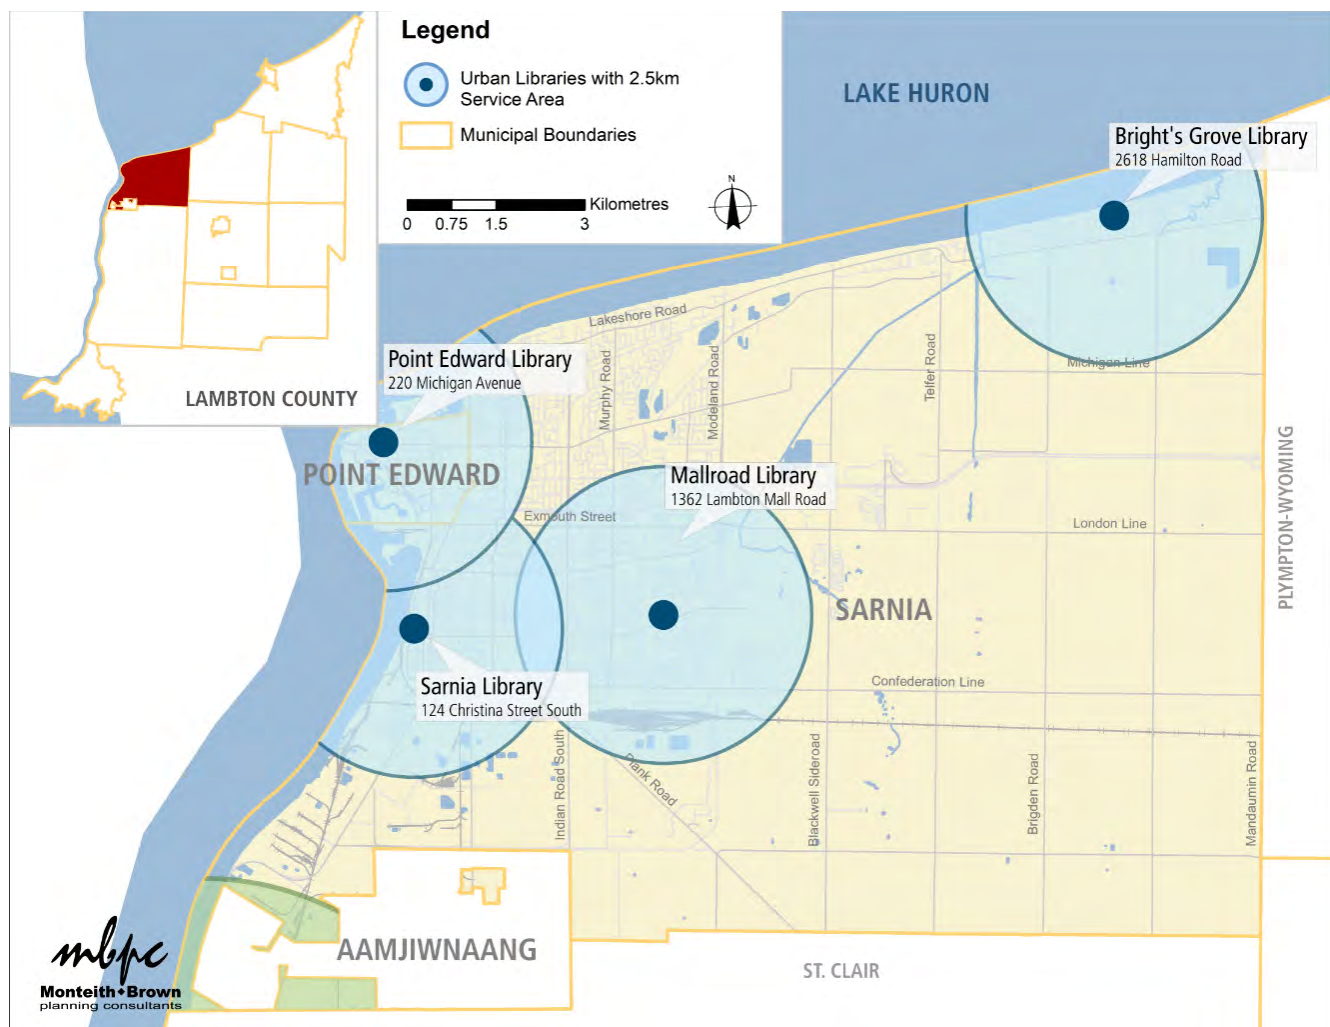 Legend
Urban Libraries with 2.5km
Service Area
Municipal Boundaries
Kilometres
0 0.75 1.5 3
N
LAMBTON COUNTY
LAKE HURON
Bright's Grove Library
2618 Hamilton Road
Lakeshore Road
Point Edward Library
220 Michigan Avenue
Murphy Road
Modeland Road
Telfer Road
Michigan Line
POINT EDWARD
Mallroad Library
1362 Lambton Mall Road
Exmouth Street
London Line
PLYMPTON-WYOMING
SARNIA
Sarnia Library
124 Christina Street South
Confederation Line
Indian Road South
Plank Road
Blackwell Sideroad
Brigden Road
Mandaumin Road
AAMJIWNAANG
ST. CLAIR
mbpc
Monteith♦Brown
planning consultants